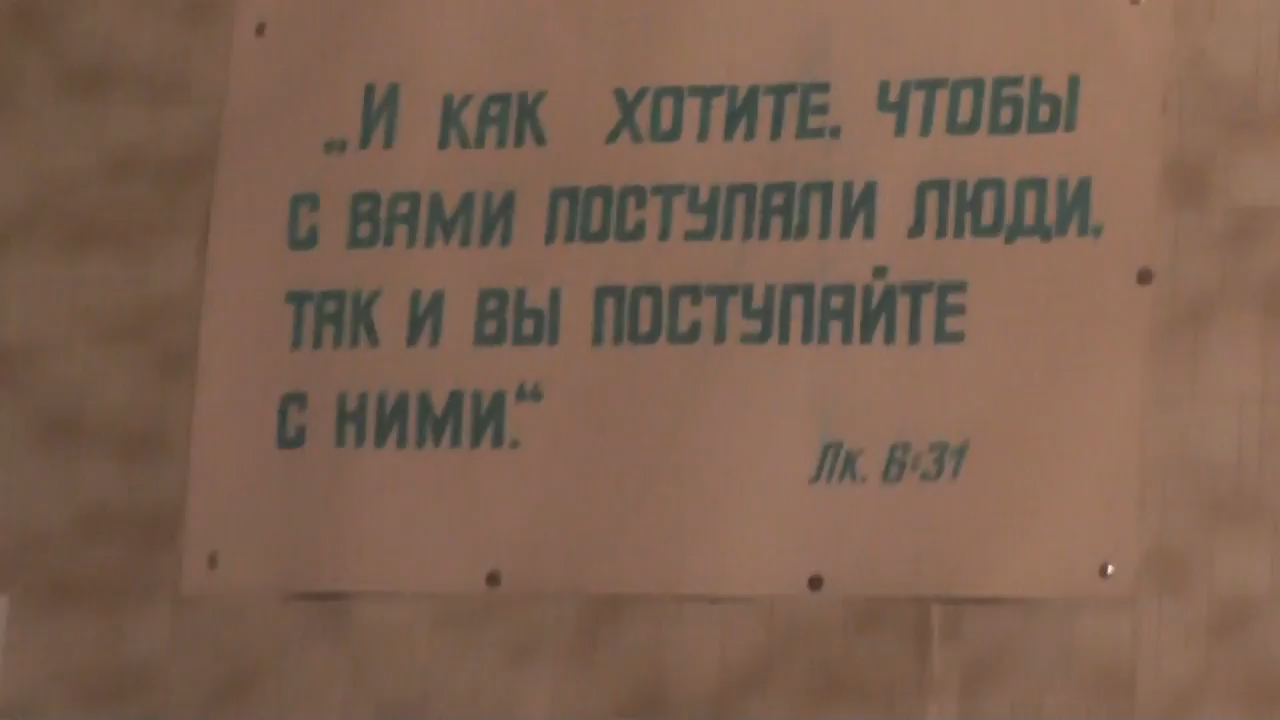 „И КАК ХОТИТЕ, ЧТОБЫ
С ВАМИ ПОСТУПАЛИ ЛЮДИ,
ТАК И ВЫ ПОСТУПАЙТЕ
С НИМИ.“
Лк. 6:31